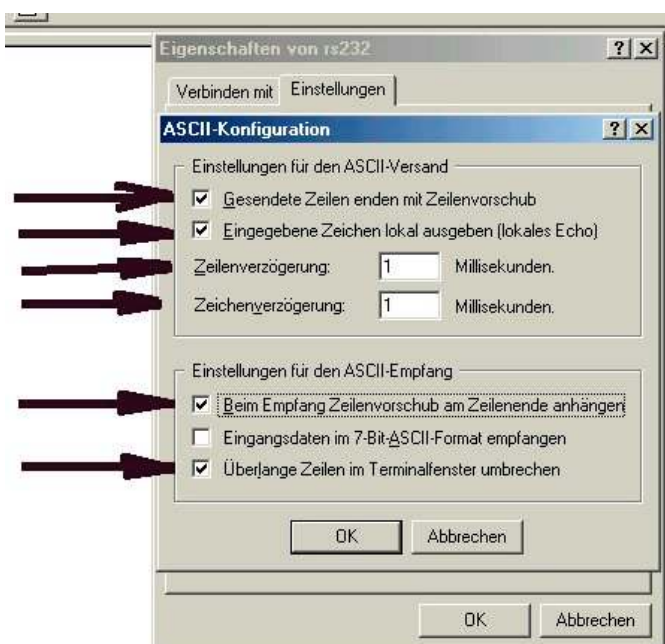 Eigenschaften von rs232
Verbinden mit Einstellungen
ASCII-Konfiguration
Einstellungen für den ASCII-Versand
Gesendete Zeilen enden mit Zeilenvorschub
Eingegebene Zeichen lokal ausgeben (lokales Echo)
Zeilenverzögerung: 1 Millisekunden.
Zeichenverzögerung: 1 Millisekunden.
Einstellungen für den ASCII-Empfang
Beim Empfang Zeilenvorschub am Zeilenende anhängen
Eingangsdaten im 7-Bit-ASCII-Format empfangen
Überlange Zeilen im Terminalfenster umbrechen
OK Abbrechen
OK Abbrechen